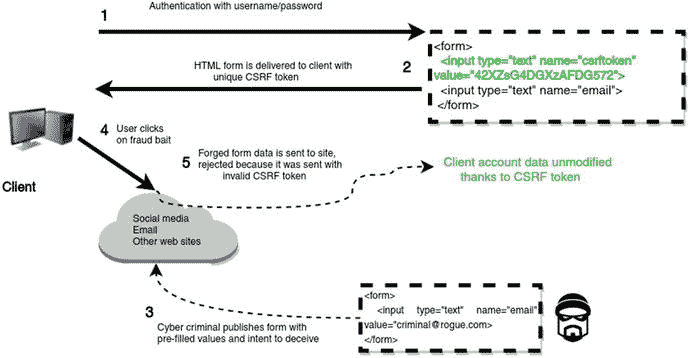 1
Authentication with username/password
2
HTML form is delivered to client with
unique CSRF token
<form>
<input type="text" name="csrftoken"
value="42XZsG4DGXzAFDG572">
<input type="text" name="email">
</form>
4
User clicks
on fraud bait
5
Forged form data is sent to site,
rejected because it was sent with
invalid CSRF token
Client account data unmodified
thanks to CSRF token
Client
Social media
Email
Other web sites
3
Cyber criminal publishes form with
pre-filled values and intent to deceive
<form>
<input type="text" name="email"
value="criminal@rogue.com>
</form>